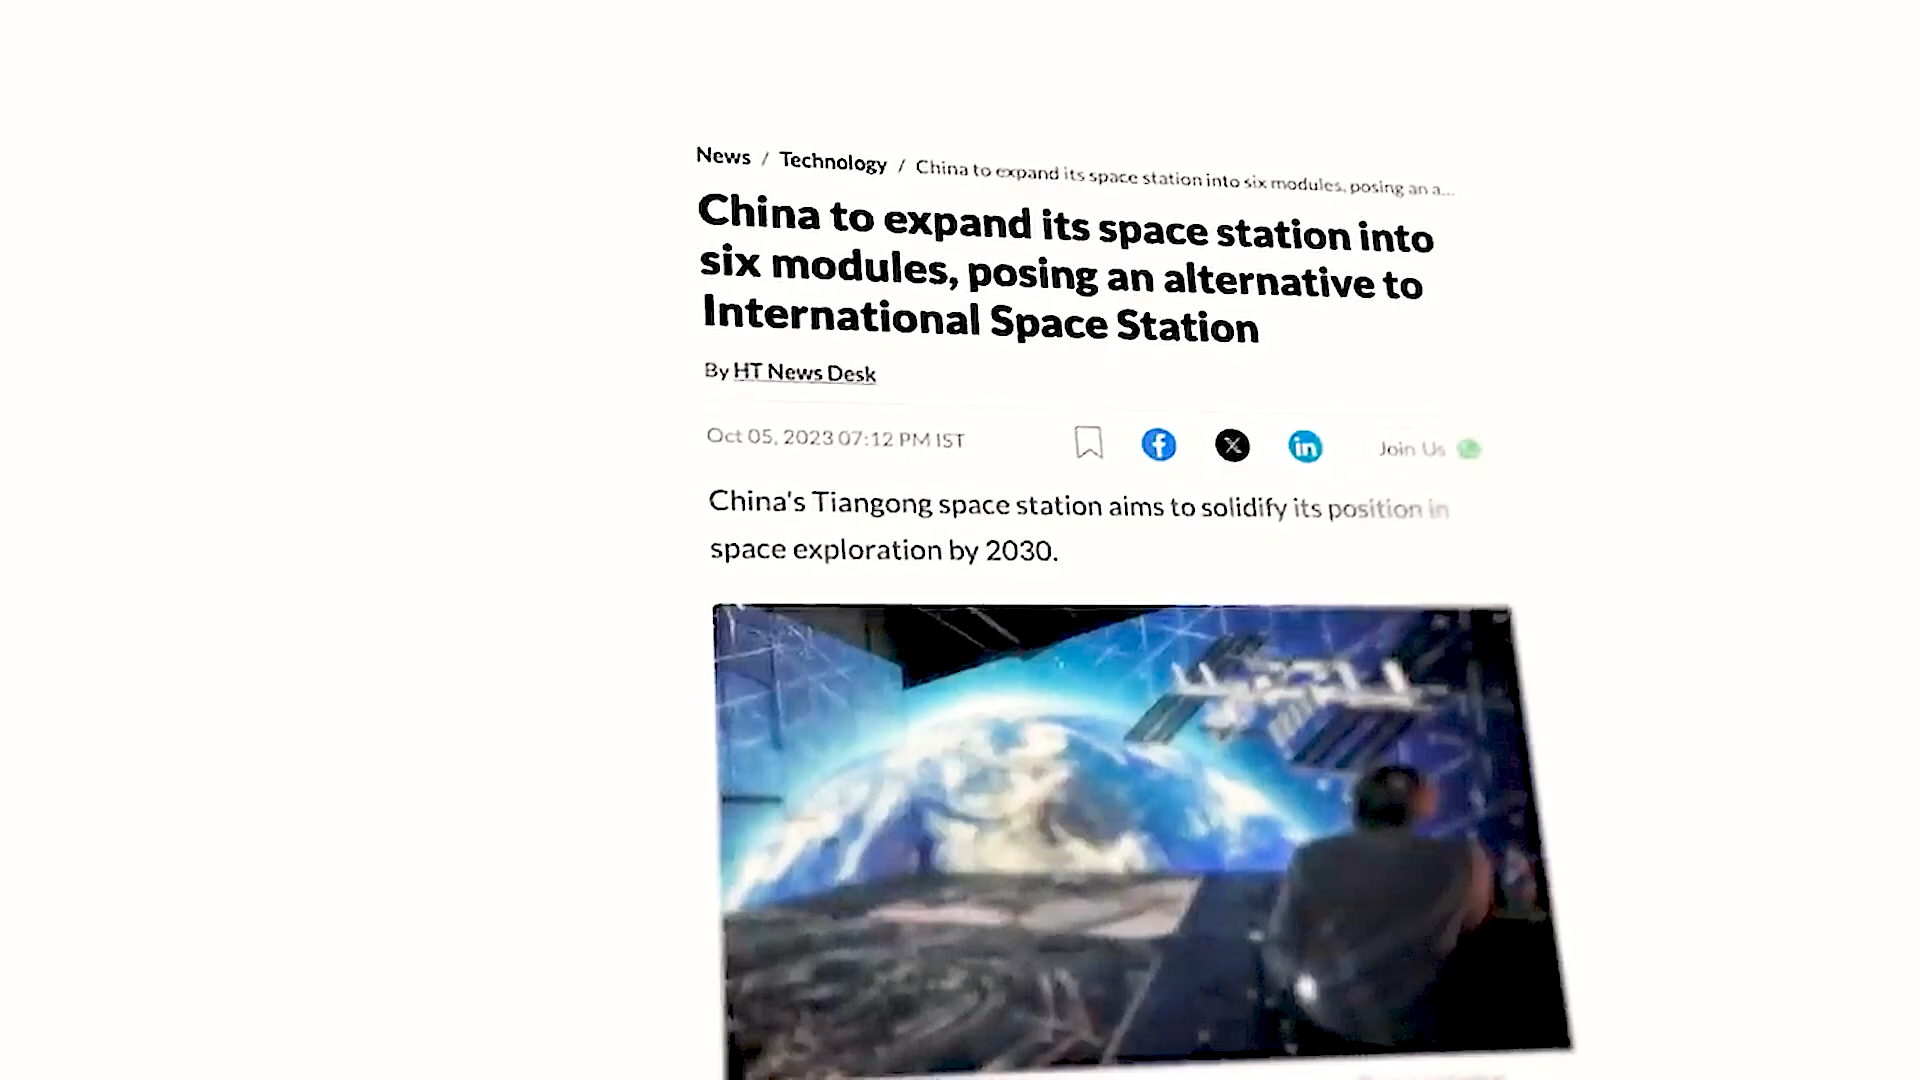 News / Technology / China to expand its space station into six modules, posing an a...
China to expand its space station into
six modules, posing an alternative to
International Space Station
By HT News Desk
Oct 05, 2023 07:12 PM IST
Join Us
China's Tiangong space station aims to solidify its position in
space exploration by 2030.